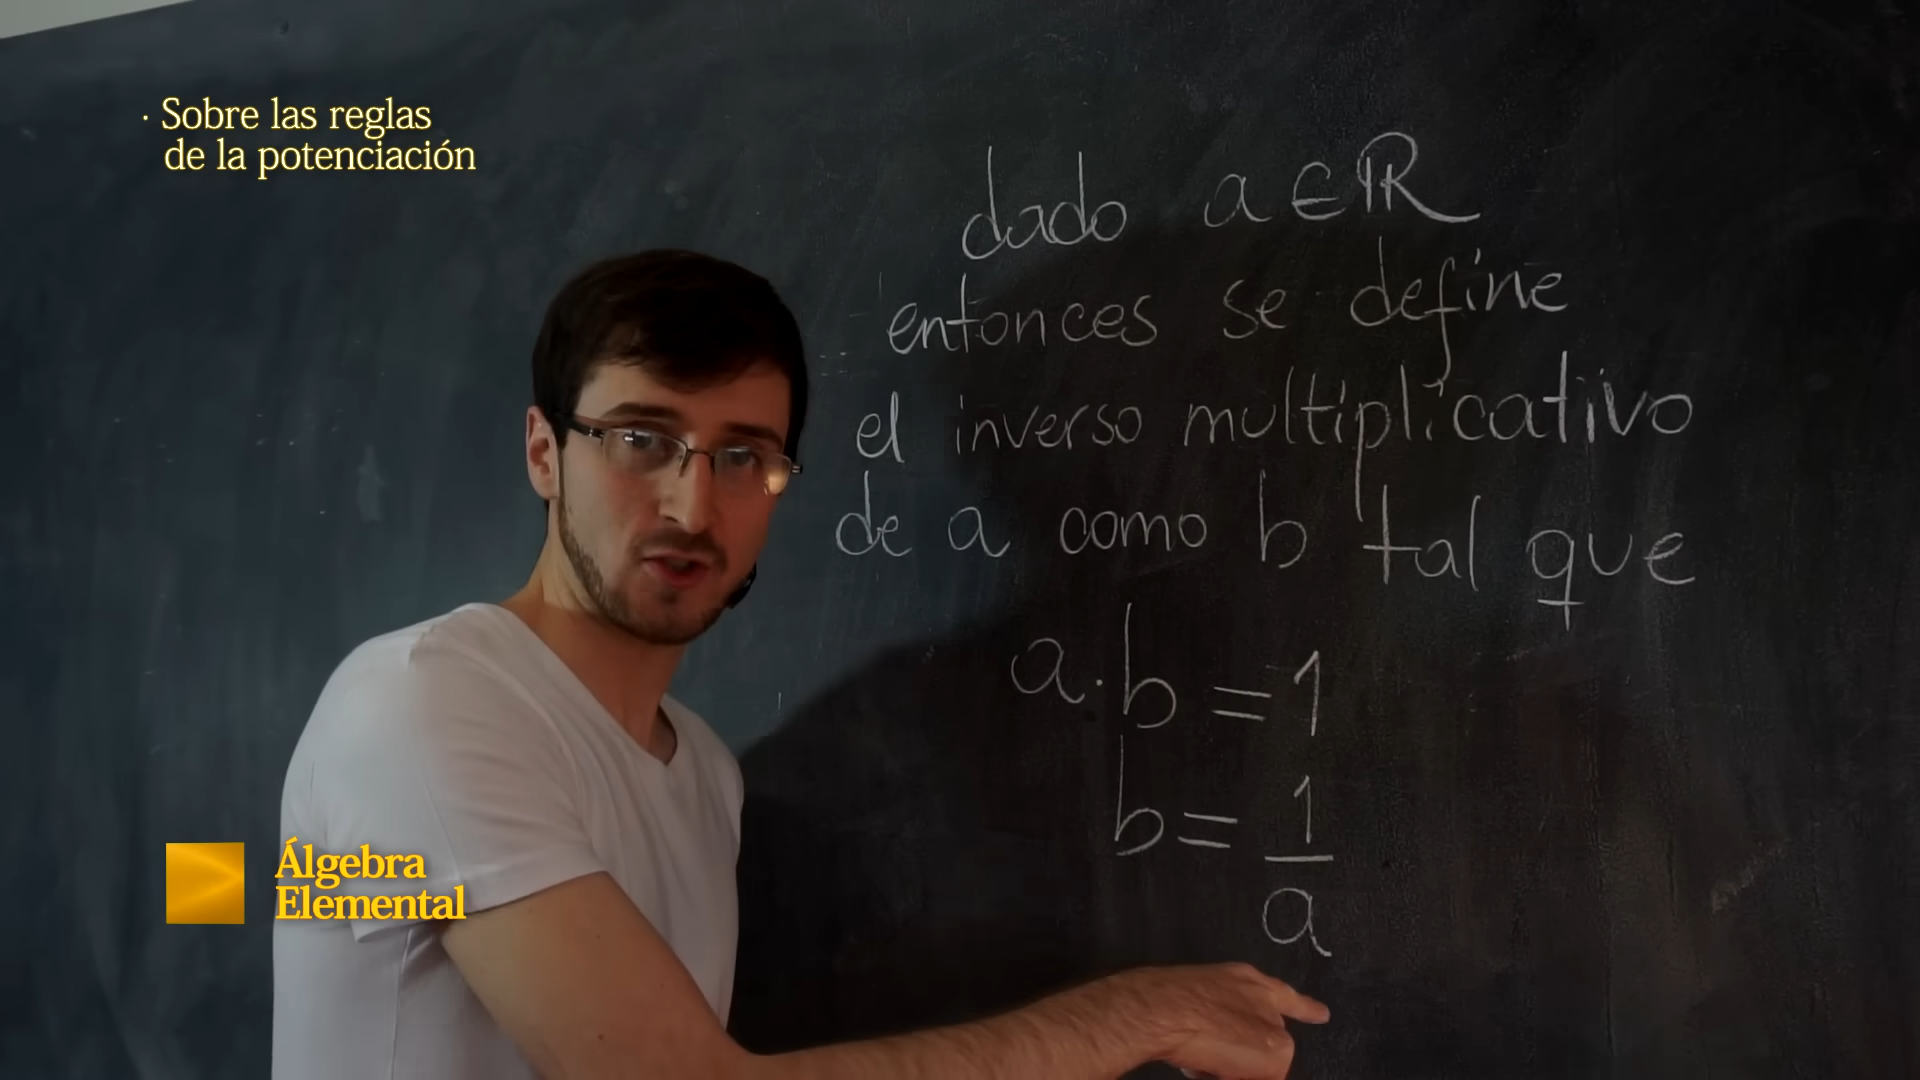 · Sobre las reglas
de la potenciación
dado a ∈ ℝ
entonces se define
el inverso multiplicativo
de a como b tal que
a·b = 1
b = 1/a
Álgebra
Elemental